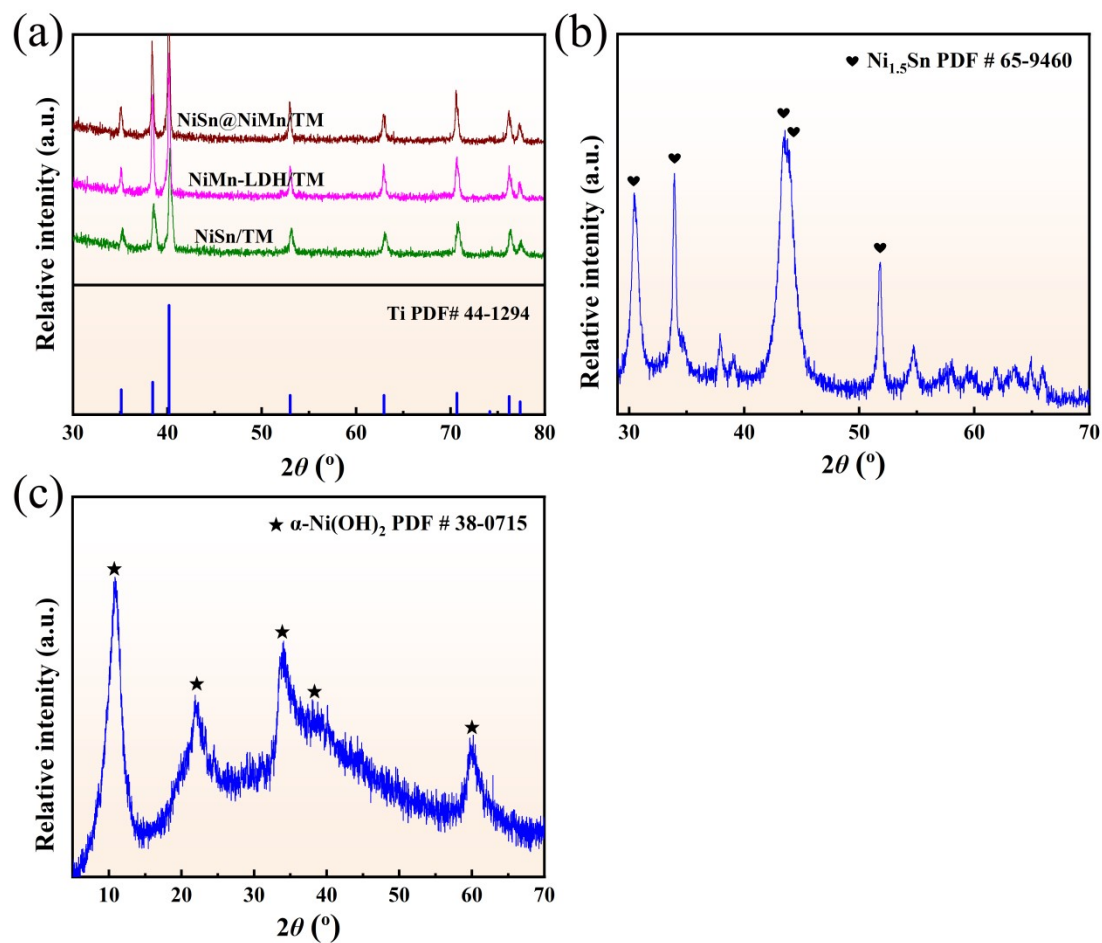 (a)
Relative intenity (a.u.)
NiSn@NiMn/TM
NiMn-LDH/TM
NiSn/TM
Ti PDF# 44-1294
30 40 50 60 70 80
2θ (º)
(b)
Relative intenity (a.u.)
♥ Ni₁.₅Sn PDF # 65-9460
30 40 50 60 70
2θ (º)
(c)
Relative intenity (a.u.)
★ α-Ni(OH)₂ PDF # 38-0715
10 20 30 40 50 60 70
2θ (º)